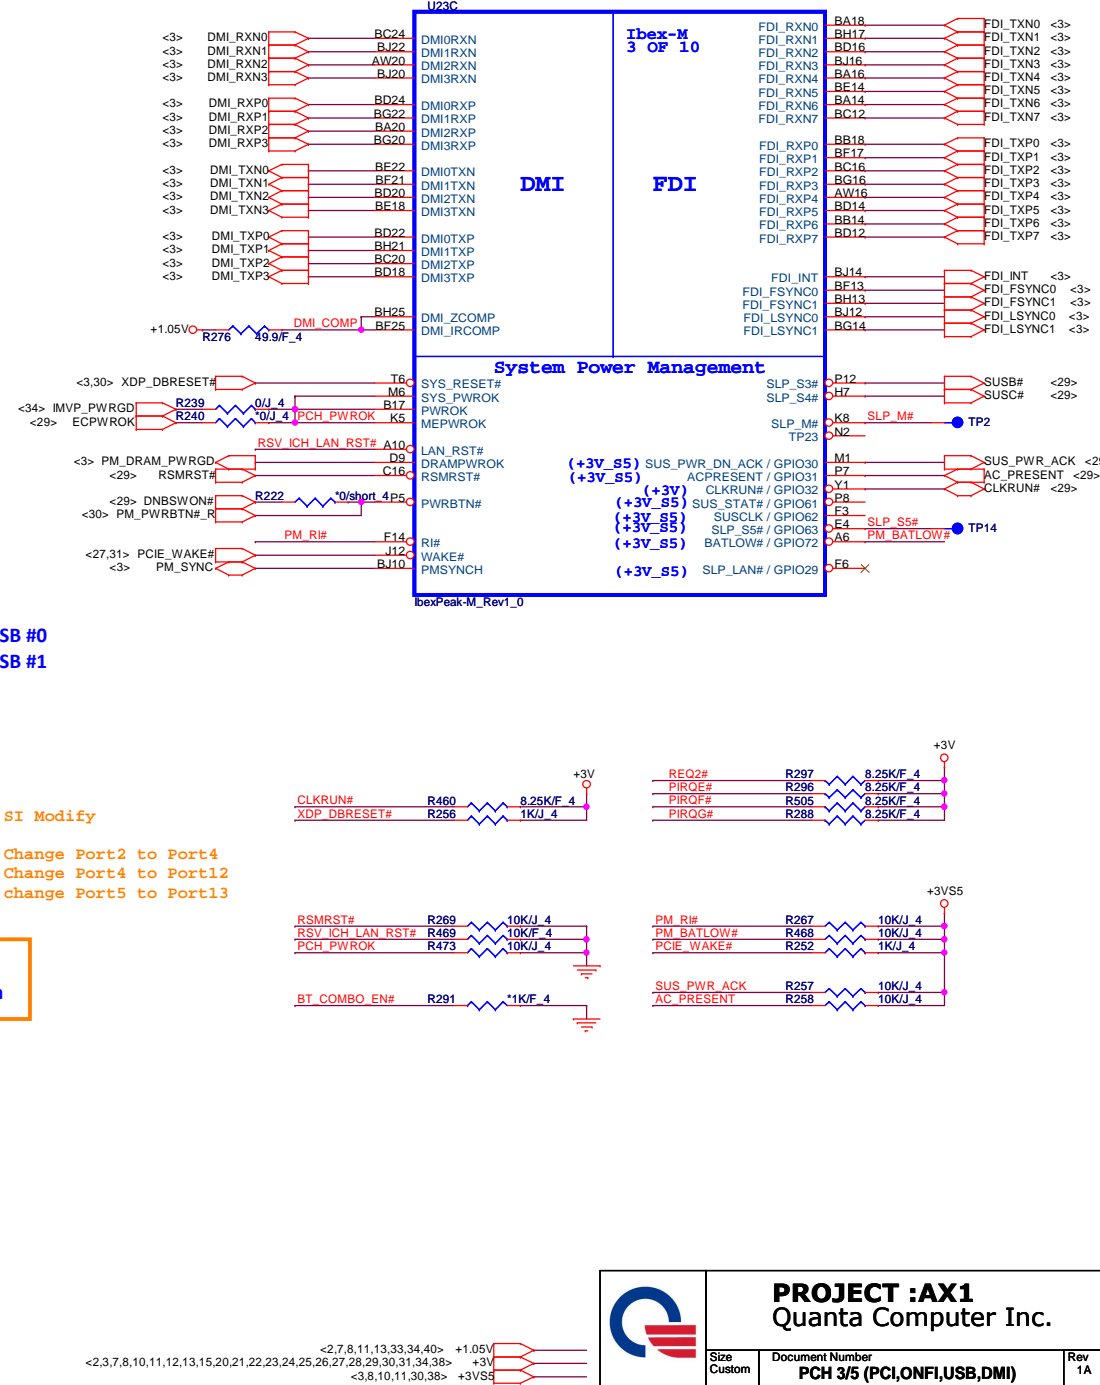 U23C
Ibex-M
3 OF 10
DMI
FDI
<3> DMI_RXN0 BC24 DMI0RXN
<3> DMI_RXN1 BJ22 DMI1RXN
<3> DMI_RXN2 AW20 DMI2RXN
<3> DMI_RXN3 BJ20 DMI3RXN
<3> DMI_RXP0 BD24 DMI0RXP
<3> DMI_RXP1 BG22 DMI1RXP
<3> DMI_RXP2 BA20 DMI2RXP
<3> DMI_RXP3 BG20 DMI3RXP
<3> DMI_TXN0 BE22 DMI0TXN
<3> DMI_TXN1 BF21 DMI1TXN
<3> DMI_TXN2 BD20 DMI2TXN
<3> DMI_TXN3 BE18 DMI3TXN
<3> DMI_TXP0 BD22 DMI0TXP
<3> DMI_TXP1 BH21 DMI1TXP
<3> DMI_TXP2 BC20 DMI2TXP
<3> DMI_TXP3 BD18 DMI3TXP
BH25 DMI_ZCOMP
+1.05V R276 49.9/F_4 DMI_COMP BF25 DMI_IRCOMP
FDI_RXN0 BA18 FDI_TXN0 <3>
FDI_RXN1 BH17 FDI_TXN1 <3>
FDI_RXN2 BD16 FDI_TXN2 <3>
FDI_RXN3 BJ16 FDI_TXN3 <3>
FDI_RXN4 BA16 FDI_TXN4 <3>
FDI_RXN5 BE14 FDI_TXN5 <3>
FDI_RXN6 BA14 FDI_TXN6 <3>
FDI_RXN7 BC12 FDI_TXN7 <3>
FDI_RXP0 BB18 FDI_TXP0 <3>
FDI_RXP1 BF17 FDI_TXP1 <3>
FDI_RXP2 BC16 FDI_TXP2 <3>
FDI_RXP3 BG16 FDI_TXP3 <3>
FDI_RXP4 AW16 FDI_TXP4 <3>
FDI_RXP5 BD14 FDI_TXP5 <3>
FDI_RXP6 BB14 FDI_TXP6 <3>
FDI_RXP7 BD12 FDI_TXP7 <3>
FDI_INT BJ14 FDI_INT <3>
FDI_FSYNC0 BF13 FDI_FSYNC0 <3>
FDI_FSYNC1 BH13 FDI_FSYNC1 <3>
FDI_LSYNC0 BJ12 FDI_LSYNC0 <3>
FDI_LSYNC1 BG14 FDI_LSYNC1 <3>
System Power Management
<3,30> XDP_DBRESET# T6 SYS_RESET#
M6 SYS_PWROK
<34> IMVP_PWRGD R239 0/J_4 B17 PWROK
<29> ECPWROK R240 *0/J_4 PCH_PWROK K5 MEPWROK
RSV_ICH_LAN_RST# A10 LAN_RST#
<3> PM_DRAM_PWRGD D9 DRAMPWROK
<29> RSMRST# C16 RSMRST#
<29> DNBSWON# R222 *0/short_4 P5 PWRBTN#
<30> PM_PWRBTN#_R
PM_RI# F14 RI#
<27,31> PCIE_WAKE# J12 WAKE#
<3> PM_SYNC BJ10 PMSYNCH
SLP_S3# P12 SUSB# <29>
SLP_S4# H7 SUSC# <29>
SLP_M# K8 SLP_M# TP2
TP23 N2
(+3V_S5) SUS_PWR_DN_ACK / GPIO30 M1 SUS_PWR_ACK <29
(+3V_S5) ACPRESENT / GPIO31 P7 AC_PRESENT <29>
(+3V) CLKRUN# / GPIO32 Y1 CLKRUN# <29>
(+3V_S5) SUS_STAT# / GPIO61 P8
(+3V_S5) SUSCLK / GPIO62 F3
(+3V_S5) SLP_S5# / GPIO63 E4 SLP_S5# TP14
(+3V_S5) BATLOW# / GPIO72 A6 PM_BATLOW#
(+3V_S5) SLP_LAN# / GPIO29 F6
IbexPeak-M_Rev1_0
SB #0
SB #1
SI Modify
Change Port2 to Port4
Change Port4 to Port12
change Port5 to Port13
+3V
CLKRUN# R460 8.25K/F_4
XDP_DBRESET# R256 1K/J_4
+3V
REQ2# R297 8.25K/F_4
PIRQE# R296 8.25K/F_4
PIRQF# R505 8.25K/F_4
PIRQG# R288 8.25K/F_4
RSMRST# R269 10K/J_4
RSV_ICH_LAN_RST# R469 10K/F_4
PCH_PWROK R473 10K/J_4
BT_COMBO_EN# R291 *1K/F_4
+3VS5
PM_RI# R267 10K/J_4
PM_BATLOW# R468 10K/J_4
PCIE_WAKE# R252 1K/J_4
SUS_PWR_ACK R257 10K/J_4
AC_PRESENT R258 10K/J_4
<2,7,8,11,13,33,34,40> +1.05V
<2,3,7,8,10,11,12,13,15,20,21,22,23,24,25,26,27,28,29,30,31,34,38> +3V
<3,8,10,11,30,38> +3VS5
PROJECT :AX1
Quanta Computer Inc.
Size
Custom
Document Number
PCH 3/5 (PCI,ONFI,USB,DMI)
Rev
1A